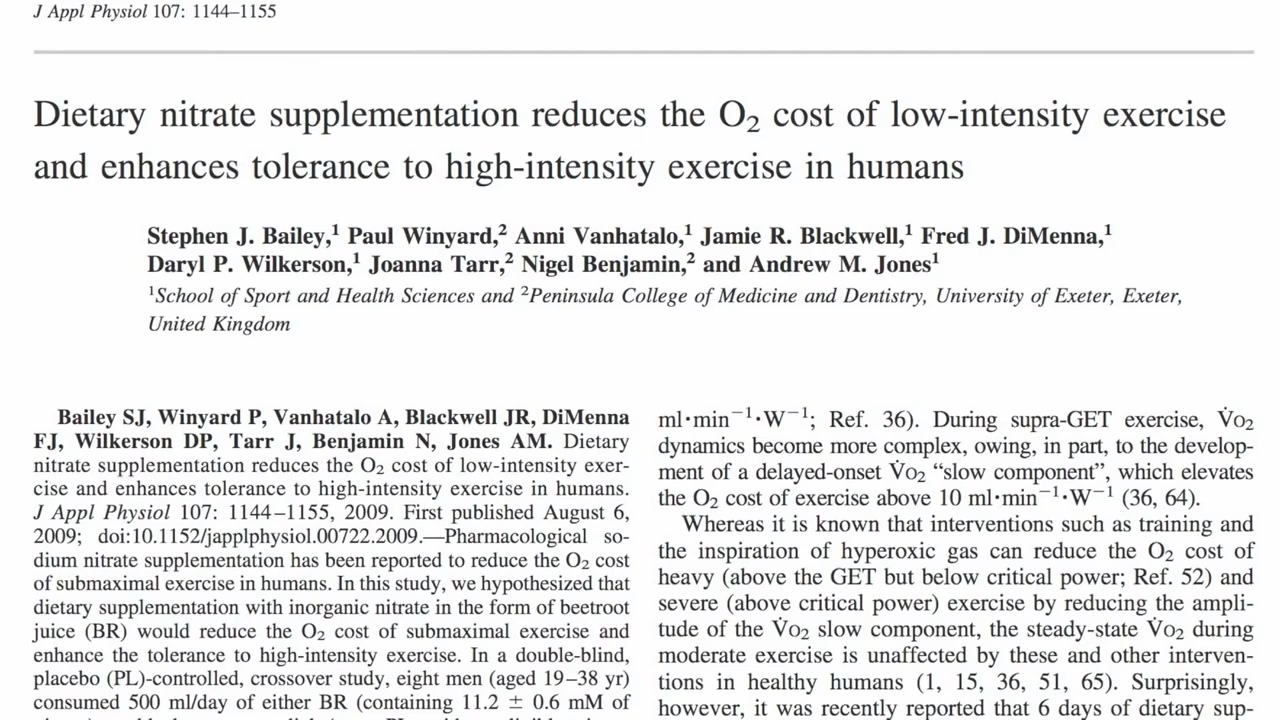 J Appl Physiol 107: 1144–1155
Dietary nitrate supplementation reduces the O₂ cost of low-intensity exercise
and enhances tolerance to high-intensity exercise in humans
Stephen J. Bailey,¹ Paul Winyard,² Anni Vanhatalo,¹ Jamie R. Blackwell,¹ Fred J. DiMenna,¹
Daryl P. Wilkerson,¹ Joanna Tarr,² Nigel Benjamin,² and Andrew M. Jones¹
¹School of Sport and Health Sciences and ²Peninsula College of Medicine and Dentistry, University of Exeter, Exeter,
United Kingdom
Bailey SJ, Winyard P, Vanhatalo A, Blackwell JR, DiMenna
FJ, Wilkerson DP, Tarr J, Benjamin N, Jones AM. Dietary
nitrate supplementation reduces the O₂ cost of low-intensity exer-
cise and enhances tolerance to high-intensity exercise in humans.
J Appl Physiol 107: 1144–1155, 2009. First published August 6,
2009; doi:10.1152/japplphysiol.00722.2009.—Pharmacological so-
dium nitrate supplementation has been reported to reduce the O₂ cost
of submaximal exercise in humans. In this study, we hypothesized that
dietary supplementation with inorganic nitrate in the form of beetroot
juice (BR) would reduce the O₂ cost of submaximal exercise and
enhance the tolerance to high-intensity exercise. In a double-blind,
placebo (PL)-controlled, crossover study, eight men (aged 19–38 yr)
consumed 500 ml/day of either BR (containing 11.2 ± 0.6 mM of
ml·min⁻¹·W⁻¹; Ref. 36). During supra-GET exercise, V̇O₂
dynamics become more complex, owing, in part, to the develop-
ment of a delayed-onset V̇O₂ “slow component”, which elevates
the O₂ cost of exercise above 10 ml·min⁻¹·W⁻¹ (36, 64).
Whereas it is known that interventions such as training and
the inspiration of hyperoxic gas can reduce the O₂ cost of
heavy (above the GET but below critical power; Ref. 52) and
severe (above critical power) exercise by reducing the ampli-
tude of the V̇O₂ slow component, the steady-state V̇O₂ during
moderate exercise is unaffected by these and other interven-
tions in healthy humans (1, 15, 36, 51, 65). Surprisingly,
however, it was recently reported that 6 days of dietary sup-